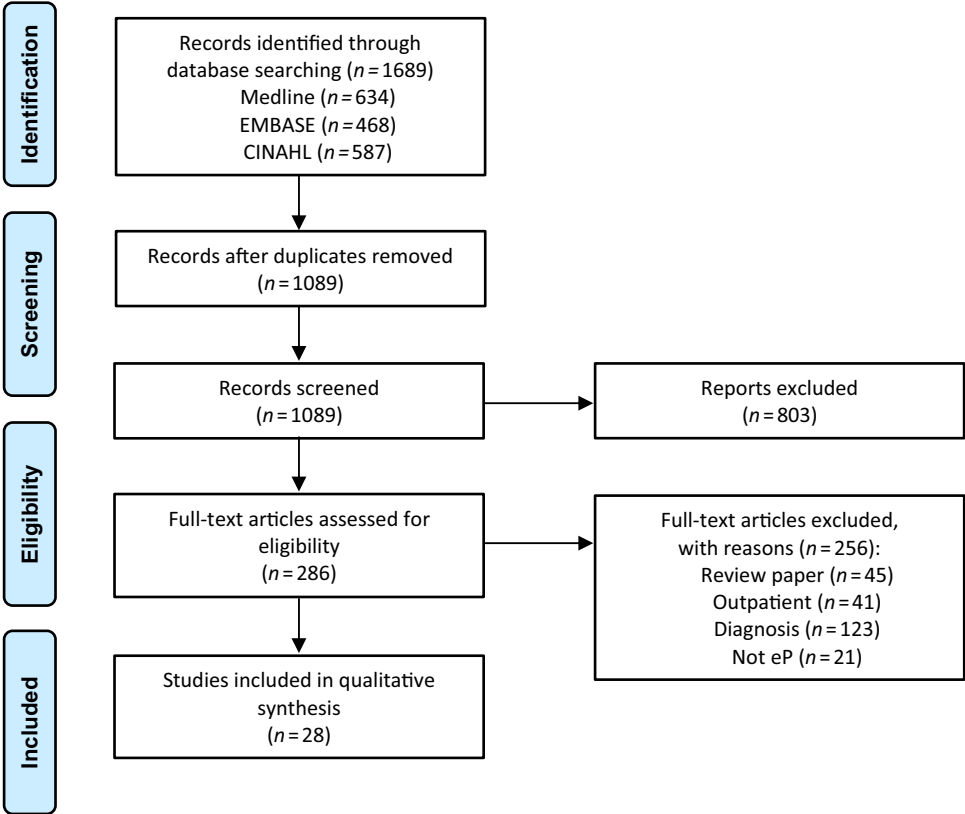 Identification
Records identified through
database searching (n = 1689)
Medline (n = 634)
EMBASE (n = 468)
CINAHL (n = 587)
Screening
Records after duplicates removed
(n = 1089)
Records screened
(n = 1089)
Reports excluded
(n = 803)
Eligibility
Full-text articles assessed for
eligibility
(n = 286)
Full-text articles excluded,
with reasons (n = 256):
Review paper (n = 45)
Outpatient (n = 41)
Diagnosis (n = 123)
Not eP (n = 21)
Included
Studies included in qualitative
synthesis
(n = 28)